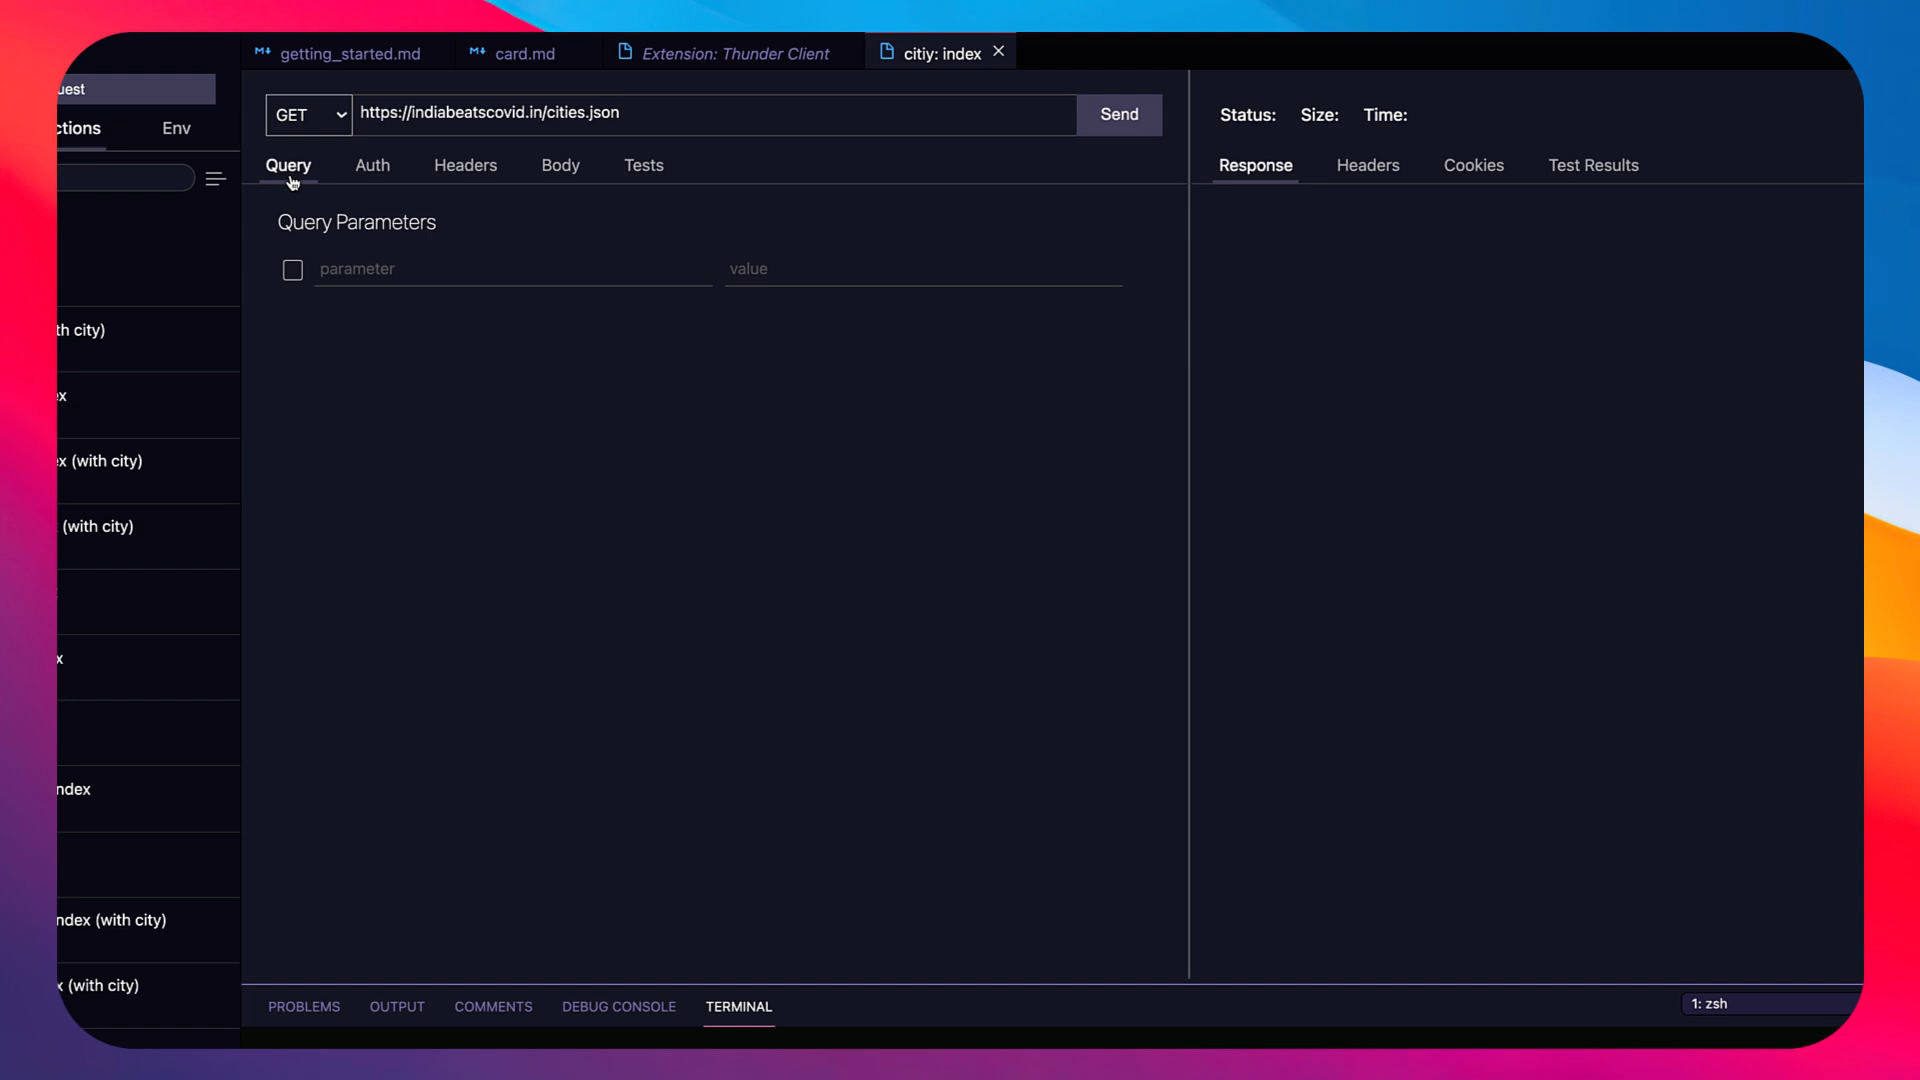 getting_started.md
card.md
Extension: Thunder Client
citiy: index
uest
ctions
Env
th city)
x
x (with city)
(with city)
x
ndex
ndex (with city)
x (with city)
GET
https://indiabeatscovid.in/cities.json
Send
Query
Auth
Headers
Body
Tests
Query Parameters
parameter
value
Status:
Size:
Time:
Response
Headers
Cookies
Test Results
PROBLEMS
OUTPUT
COMMENTS
DEBUG CONSOLE
TERMINAL
1: zsh